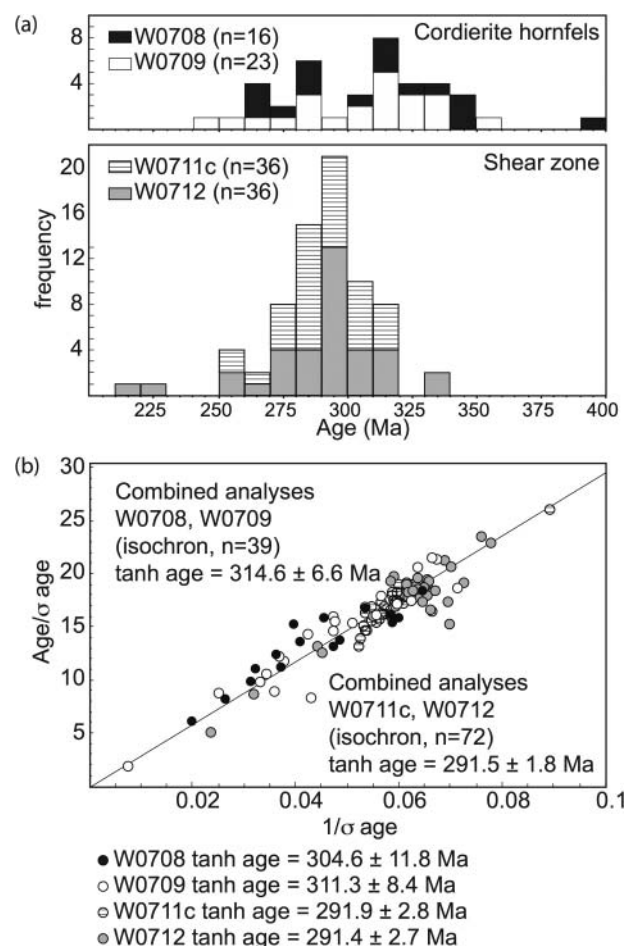 (a)
W0708 (n=16)
W0709 (n=23)
Cordierite hornfels
8
4
W0711c (n=36)
W0712 (n=36)
Shear zone
20
16
12
8
4
frequency
225 250 275 300 325 350 375 400
Age (Ma)
(b)
30
25
20
15
10
5
Age/σ age
Combined analyses
W0708, W0709
(isochron, n=39)
tanh age = 314.6 ± 6.6 Ma
Combined analyses
W0711c, W0712
(isochron, n=72)
tanh age = 291.5 ± 1.8 Ma
0.02 0.04 0.06 0.08 0.1
1/σ age
W0708 tanh age = 304.6 ± 11.8 Ma
W0709 tanh age = 311.3 ± 8.4 Ma
W0711c tanh age = 291.9 ± 2.8 Ma
W0712 tanh age = 291.4 ± 2.7 Ma